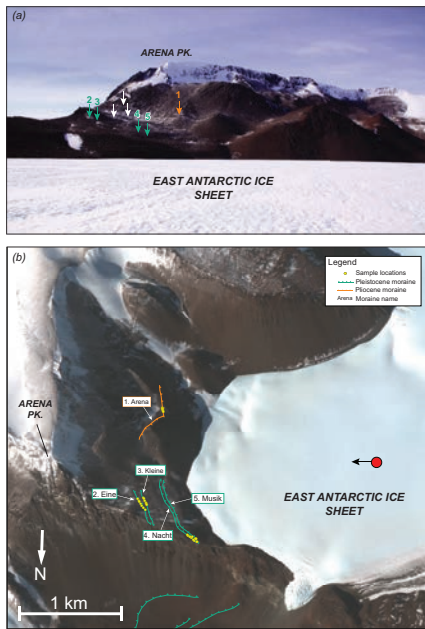 (a)
ARENA PK.
1
2
3
4
5
EAST ANTARCTIC ICE
SHEET
(b)
Legend
Sample locations
Pleistocene moraine
Pliocene moraine
Arena Moraine name
1. Arena
ARENA
PK.
3. Kleine
2. Eine
5. Musik
EAST ANTARCTIC ICE
SHEET
4. Nacht
N
1 km